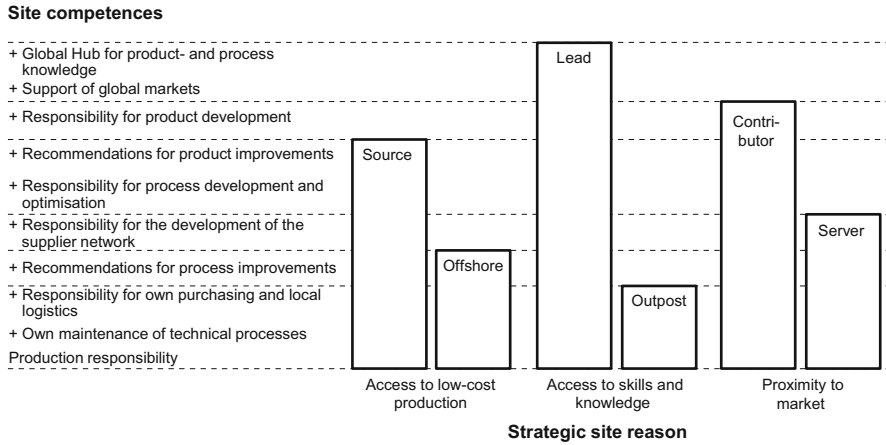 Site competences
+ Global Hub for product- and process
knowledge
+ Support of global markets
+ Responsibility for product development
+ Recommendations for product improvements
+ Responsibility for process development and
optimisation
+ Responsibility for the development of the
supplier network
+ Recommendations for process improvements
+ Responsibility for own purchasing and local
logistics
+ Own maintenance of technical processes
Production responsibility
Source
Offshore
Lead
Outpost
Contri-
butor
Server
Access to low-cost
production
Access to skills and
knowledge
Proximity to
market
Strategic site reason